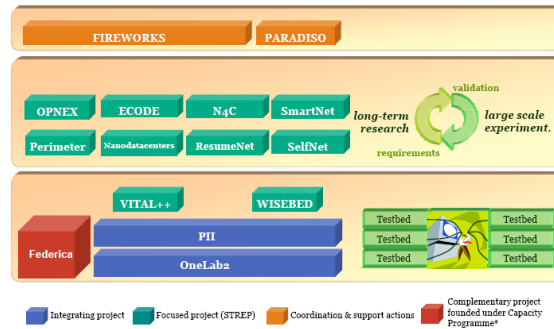 FIREWORKS
PARADISO
OPNEX
ECODE
N4C
SmartNet
Perimeter
Nanodatacenters
ResumeNet
SelfNet
validation
long-term
research
large scale
experiment.
requirements
VITAL++
WISEBED
Federica
PII
OneLab2
Testbed
Testbed
Testbed
Testbed
Testbed
Testbed
Integrating project
Focused project (STREP)
Coordination & support actions
Complementary project
founded under Capacity
Programme*